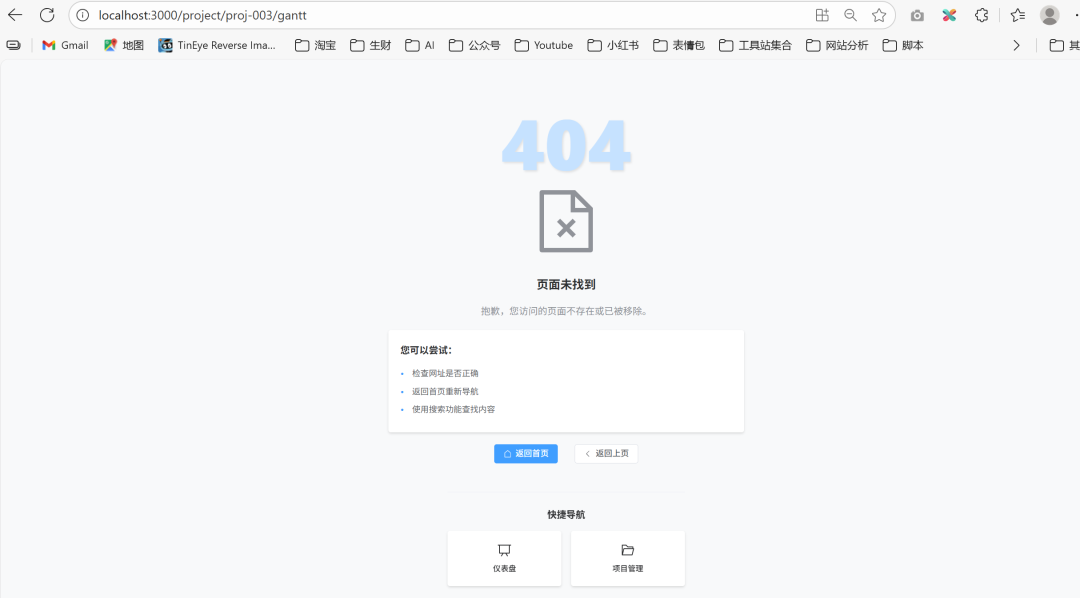 localhost:3000/project/proj-003/gantt
Gmail 地图 TinEye Reverse Ima... 淘宝 生财 AI 公众号 Youtube 小红书 表情包 工具站集合 网站分析 脚本
404
页面未找到
抱歉，您访问的页面不存在或已被移除。
您可以尝试：
检查网址是否正确
返回首页重新导航
使用搜索功能查找内容
返回首页 返回上页
快捷导航
仪表盘 项目管理